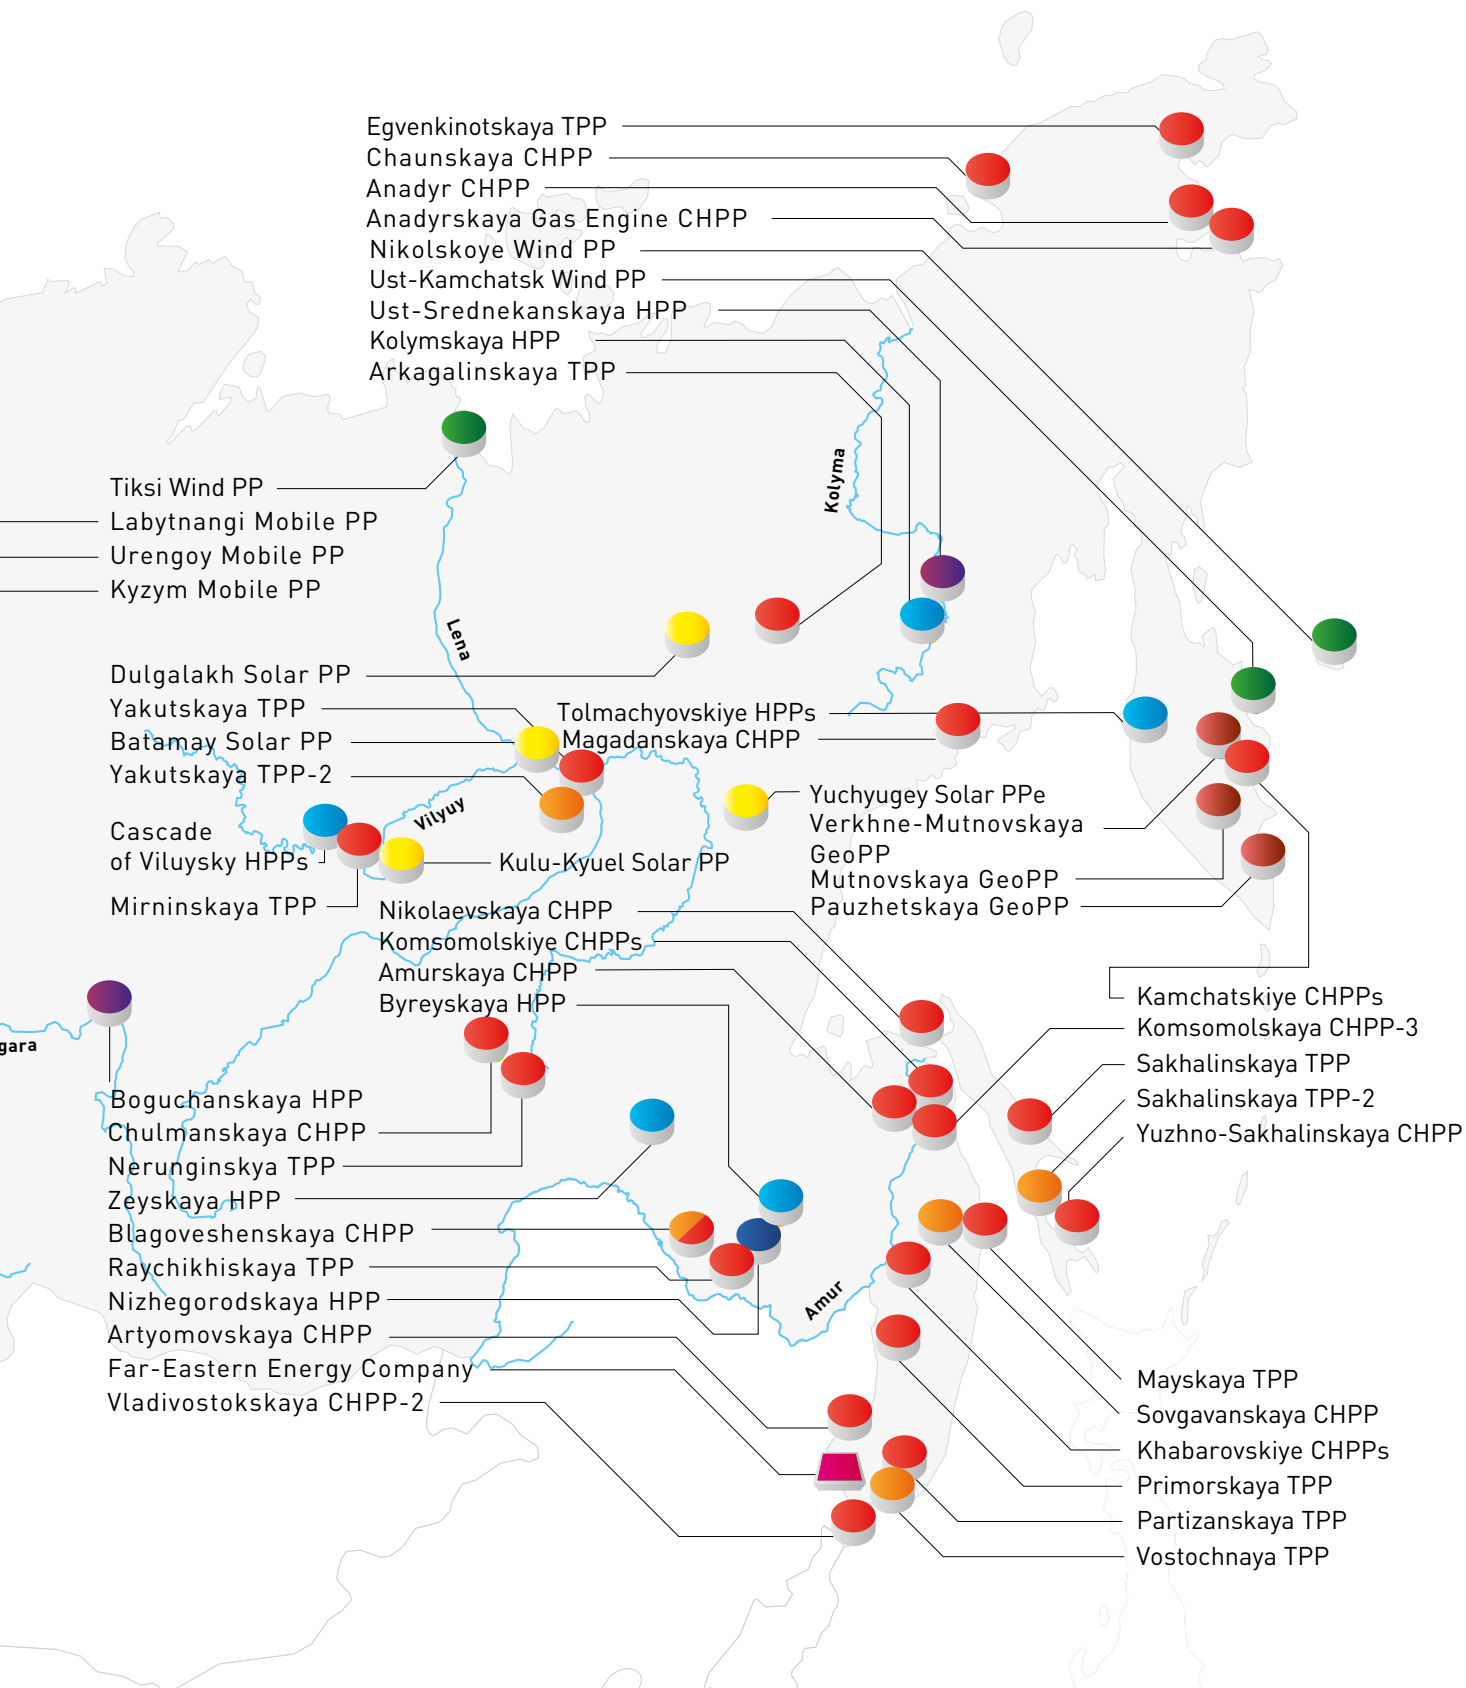 Egvenkinotskaya TPP
Chaunskaya CHPP
Anadyr CHPP
Anadyrskaya Gas Engine CHPP
Nikolskoye Wind PP
Ust-Kamchatsk Wind PP
Ust-Srednekanskaya HPP
Kolymskaya HPP
Arkagalinskaya TPP
Kolyma
Tiksi Wind PP
Labytnangi Mobile PP
Urengoy Mobile PP
Kyzym Mobile PP
Lena
Dulgalakh Solar PP
Yakutskaya TPP
Batamay Solar PP
Yakutskaya TPP-2
Tolmachyovskiye HPPs
Magadanskaya CHPP
Vilyuy
Cascade
of Viluysky HPPs
Mirninskaya TPP
Kulu-Kyuel Solar PP
Yuchyugey Solar PPe
Verkhne-Mutnovskaya
GeoPP
Mutnovskaya GeoPP
Pauzhetskaya GeoPP
Nikolaevskaya CHPP
Komsomolskiye CHPPs
Amurskaya CHPP
Byreyskaya HPP
gara
Kamchatskiye CHPPs
Komsomolskaya CHPP-3
Sakhalinskaya TPP
Sakhalinskaya TPP-2
Yuzhno-Sakhalinskaya CHPP
Boguchanskaya HPP
Chulmanskaya CHPP
Nerunginskya TPP
Zeyskaya HPP
Blagoveshenskaya CHPP
Raychikhiskaya TPP
Nizhegorodskaya HPP
Artyomovskaya CHPP
Far-Eastern Energy Company
Vladivostokskaya CHPP-2
Amur
Mayskaya TPP
Sovgavanskaya CHPP
Khabarovskiye CHPPs
Primorskaya TPP
Partizanskaya TPP
Vostochnaya TPP